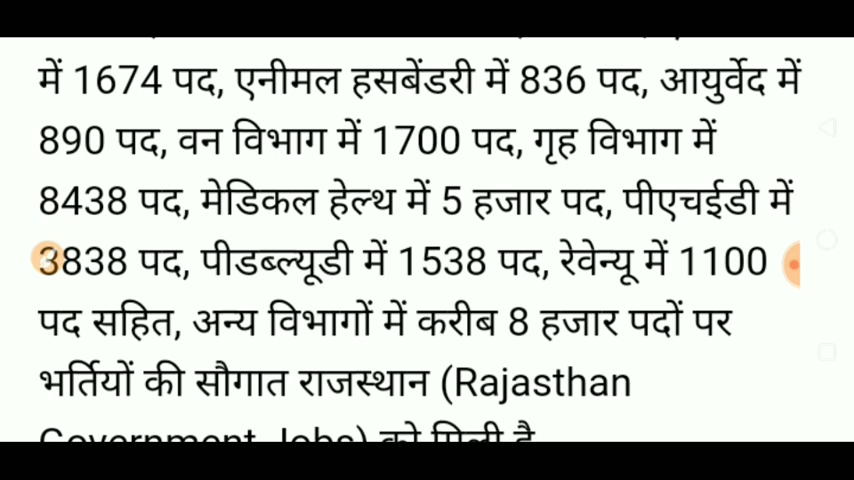 में 1674 पद, एनीमल हसबेंडरी में 836 पद, आयुर्वेद में
890 पद, वन विभाग में 1700 पद, गृह विभाग में
8438 पद, मेडिकल हेल्थ में 5 हजार पद, पीएचईडी में
3838 पद, पीडब्ल्यूडी में 1538 पद, रेवेन्यू में 1100
पद सहित, अन्य विभागों में करीब 8 हजार पदों पर
भर्तियों की सौगात राजस्थान (Rajasthan
Government Jobs) को मिली है